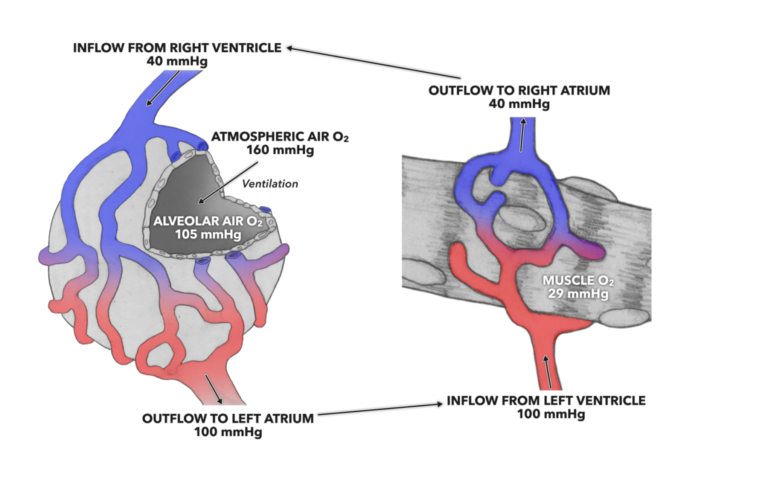 INFLOW FROM RIGHT VENTRICLE
40 mmHg
OUTFLOW TO RIGHT ATRIUM
40 mmHg
ATMOSPHERIC AIR O₂
160 mmHg
Ventilation
ALVEOLAR AIR O₂
105 mmHg
MUSCLE O₂
29 mmHg
INFLOW FROM LEFT VENTRICLE
100 mmHg
OUTFLOW TO LEFT ATRIUM
100 mmHg